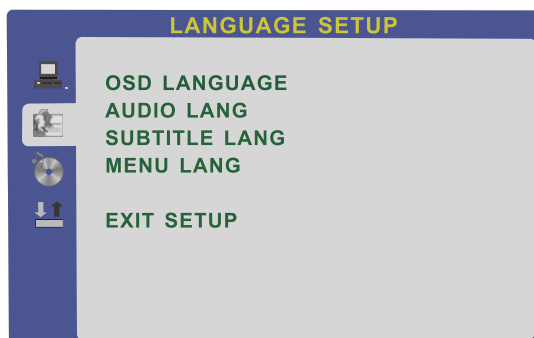 LANGUAGE SETUP
OSD LANGUAGE
AUDIO LANG
SUBTITLE LANG
MENU LANG
EXIT SETUP